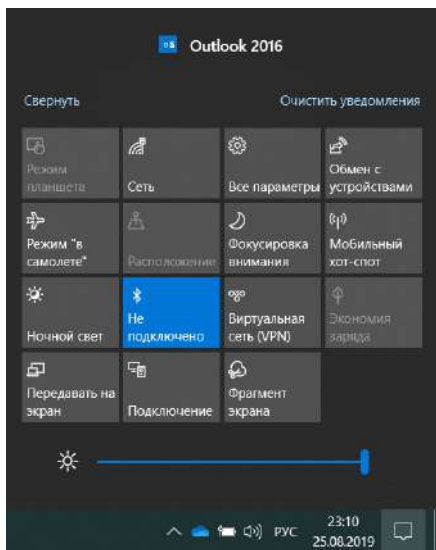 Outlook 2016
Свернуть Очистить уведомления
Режим планшета
Сеть
Все параметры
Обмен с устройствами
Режим "в самолете"
Расположение
Фокусировка внимания
Мобильный хот-спот
Ночной свет
Не подключено
Виртуальная сеть (VPN)
Экономия заряда
Передавать на экран
Подключение
Фрагмент экрана
РУС
23:10
25.08.2019